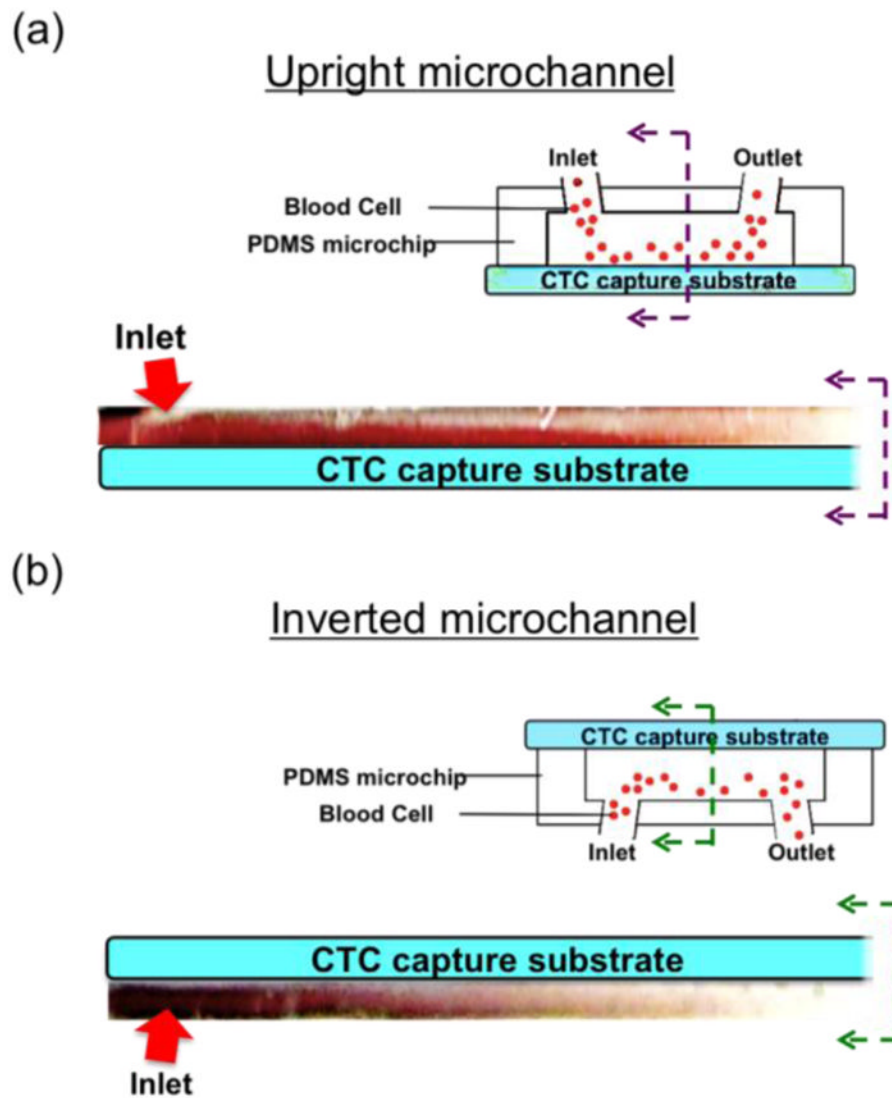 (a)
Upright microchannel
Inlet
Outlet
Blood Cell
PDMS microchip
CTC capture substrate
Inlet
CTC capture substrate
(b)
Inverted microchannel
CTC capture substrate
PDMS microchip
Blood Cell
Inlet
Outlet
CTC capture substrate
Inlet